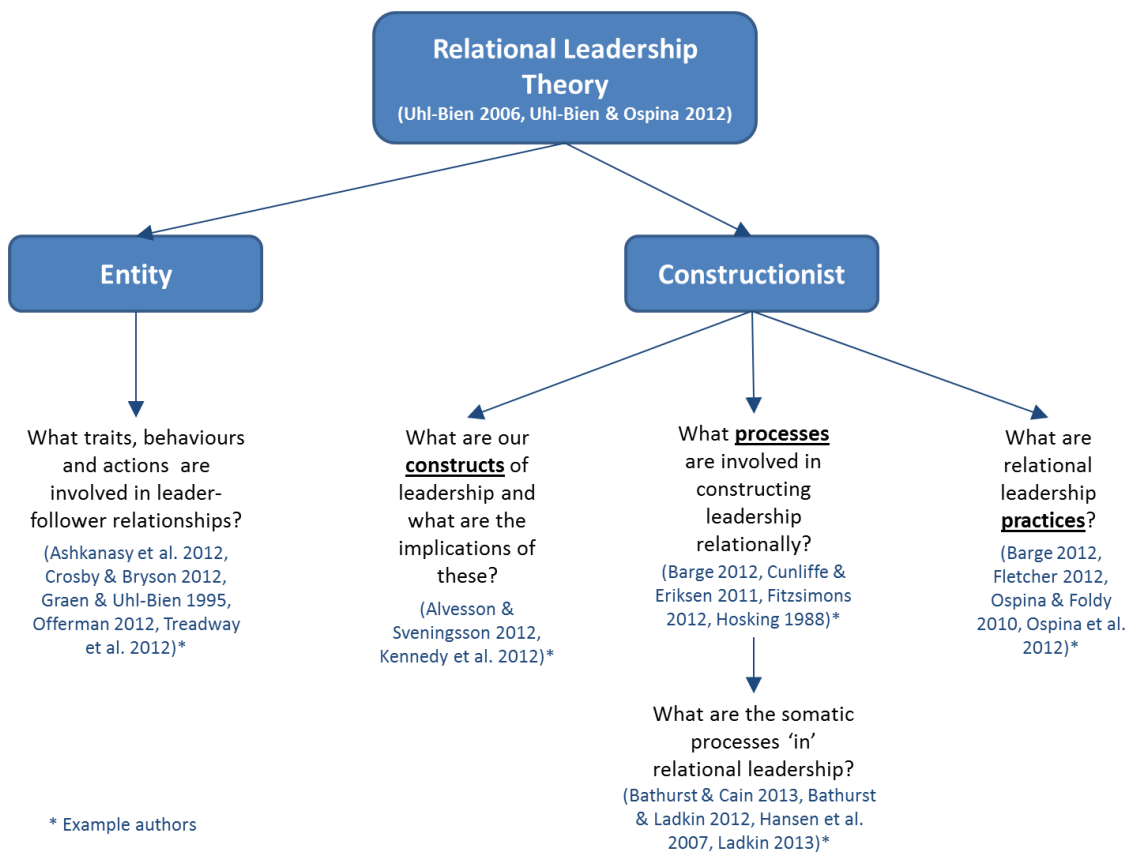 Relational Leadership
Theory
(Uhl-Bien 2006, Uhl-Bien & Ospina 2012)
Entity
Constructionist
What traits, behaviours
and actions are
involved in leader-
follower relationships?
(Ashkanasy et al. 2012,
Crosby & Bryson 2012,
Graen & Uhl-Bien 1995,
Offerman 2012, Treadway
et al. 2012)*
What are our
constructs of
leadership and
what are the
implications of
these?
(Alvesson &
Sveningsson 2012,
Kennedy et al. 2012)*
What processes
are involved in
constructing
leadership
relationally?
(Barge 2012, Cunliffe &
Eriksen 2011, Fitzsimons
2012, Hosking 1988)*
What are
relational
leadership
practices?
(Barge 2012,
Fletcher 2012,
Ospina & Foldy
2010, Ospina et al.
2012)*
What are the somatic
processes ‘in’
relational leadership?
(Bathurst & Cain 2013, Bathurst
& Ladkin 2012, Hansen et al.
2007, Ladkin 2013)*
* Example authors